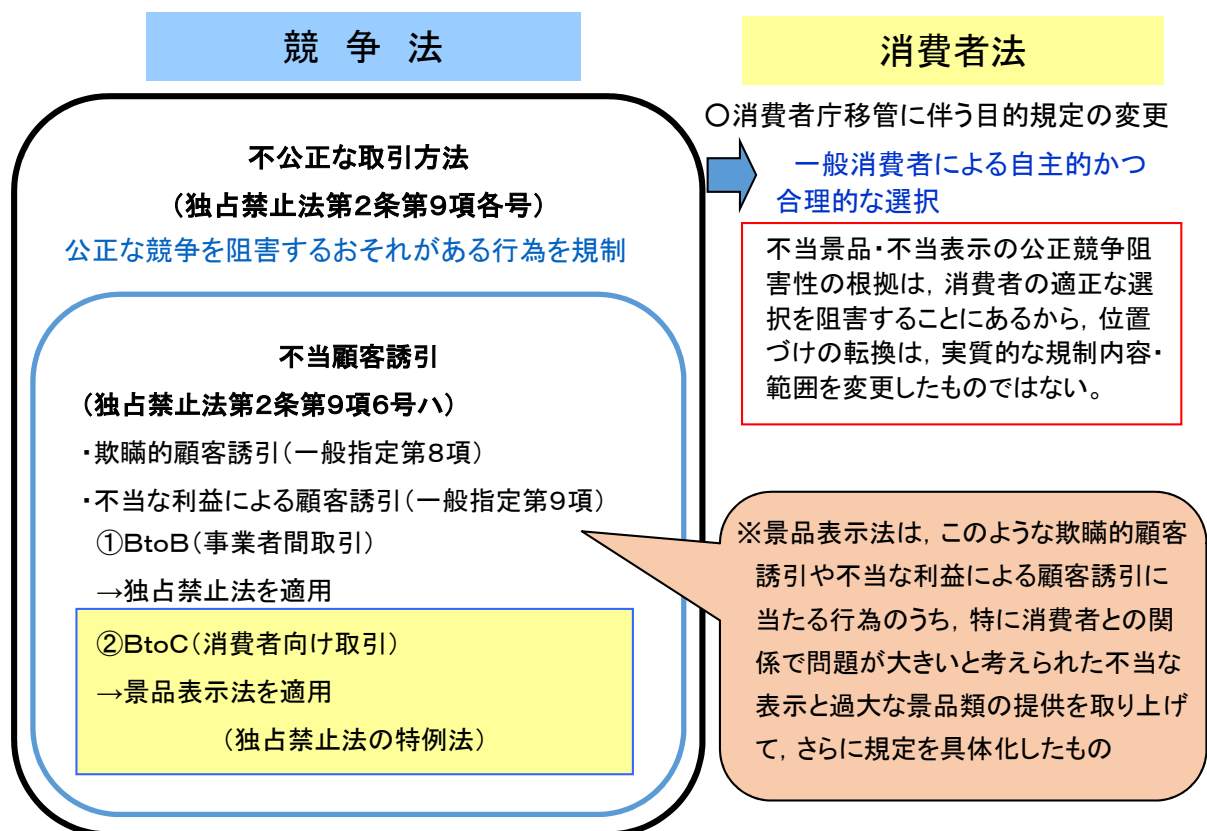 競 争 法
不公正な取引方法
（独占禁止法第２条第９項各号）
公正な競争を阻害するおそれがある行為を規制
不当顧客誘引
（独占禁止法第２条第９項６号ハ）
・欺瞞的顧客誘引（一般指定第８項）
・不当な利益による顧客誘引（一般指定第９項）
①ＢtoＢ（事業者間取引）
→独占禁止法を適用
②ＢtoＣ（消費者向け取引）
→景品表示法を適用
（独占禁止法の特例法）
消費者法
〇消費者庁移管に伴う目的規定の変更
一般消費者による自主的かつ
合理的な選択
不当景品・不当表示の公正競争阻
害性の根拠は，消費者の適正な選
択を阻害することにあるから，位置
づけの転換は，実質的な規制内容・
範囲を変更したものではない。
※景品表示法は，このような欺瞞的顧客
誘引や不当な利益による顧客誘引に
当たる行為のうち，特に消費者との関
係で問題が大きいと考えられた不当な
表示と過大な景品類の提供を取り上げ
て，さらに規定を具体化したもの